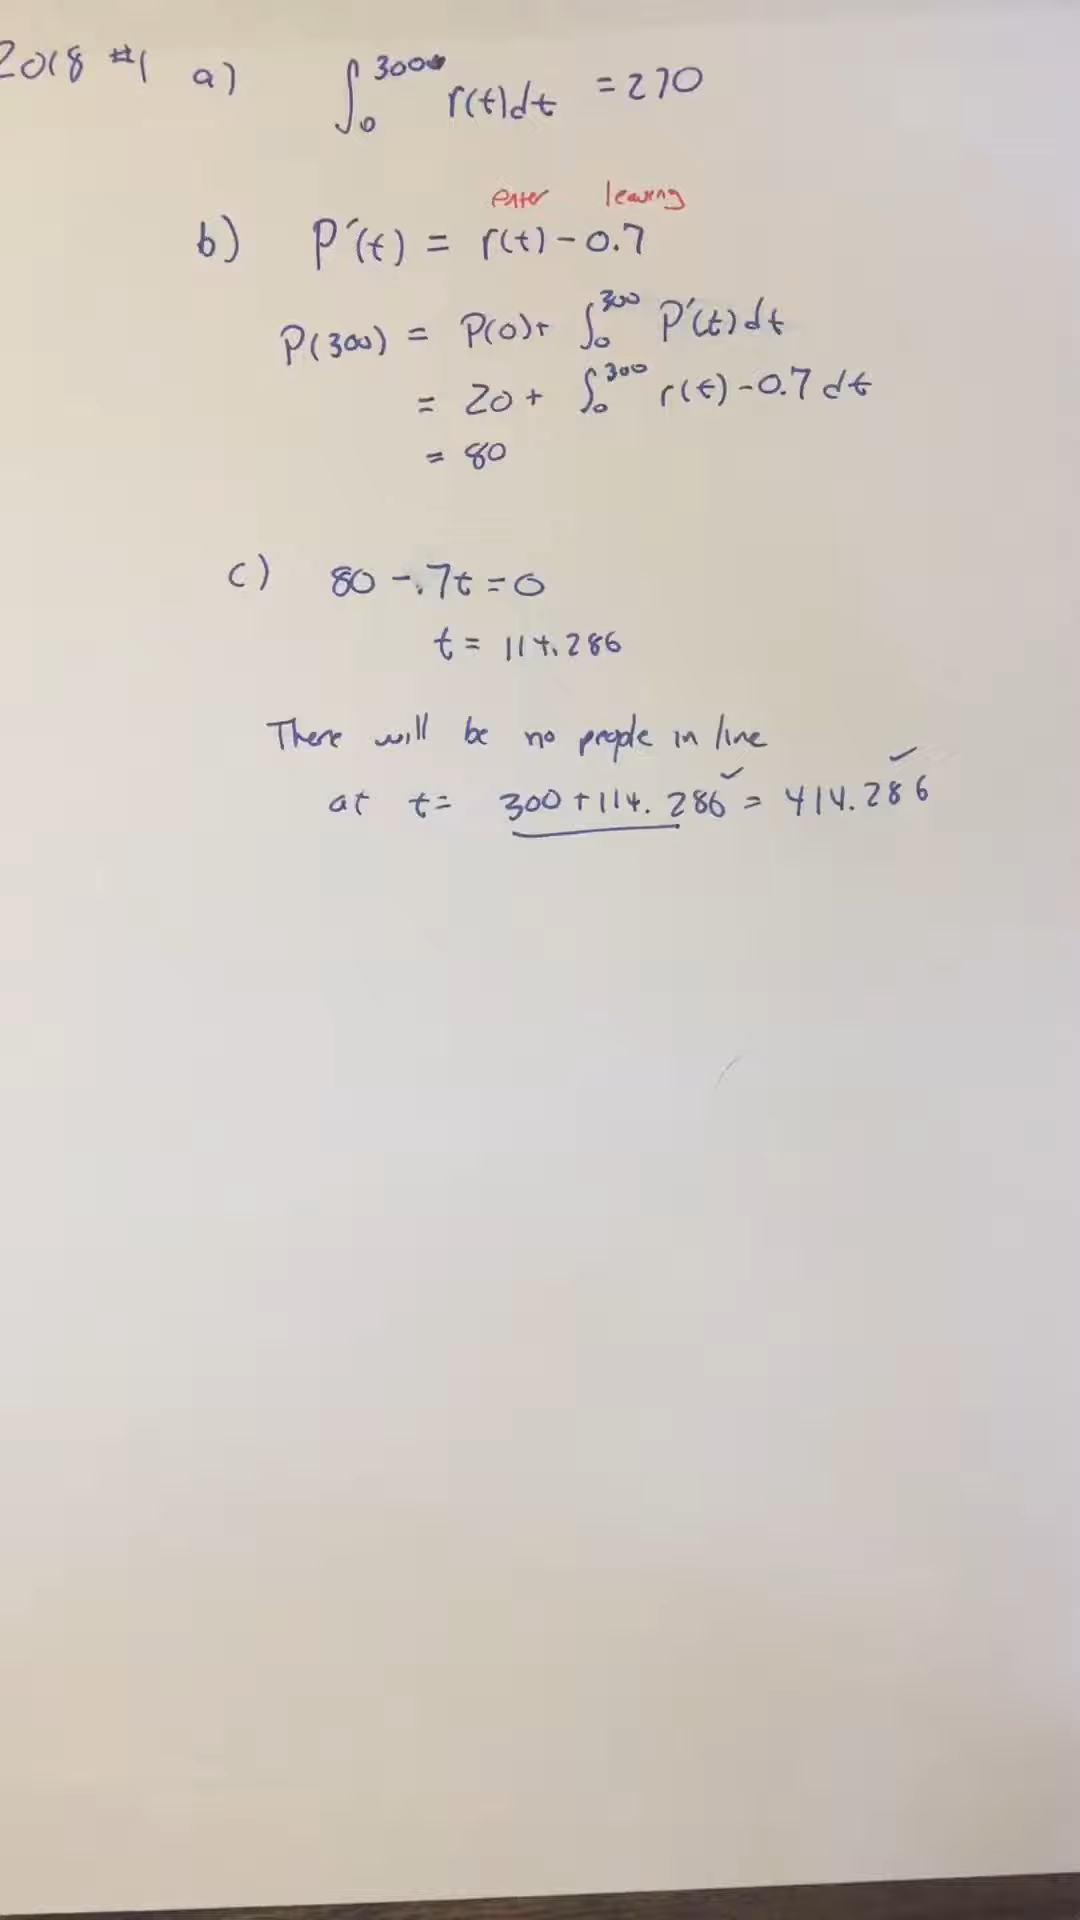 2018 #1 a) ∫₀³⁰⁰ r(t)dt = 270
enter leaving
b) P'(t) = r(t) - 0.7
P(300) = P(0) + ∫₀³⁰⁰ P'(t)dt
= 20 + ∫₀³⁰⁰ r(t) - 0.7 dt
= 80
c) 80 - .7t = 0
t = 114.286
There will be no people in line
at t = 300 + 114.286 ✓ = 414.286 ✓